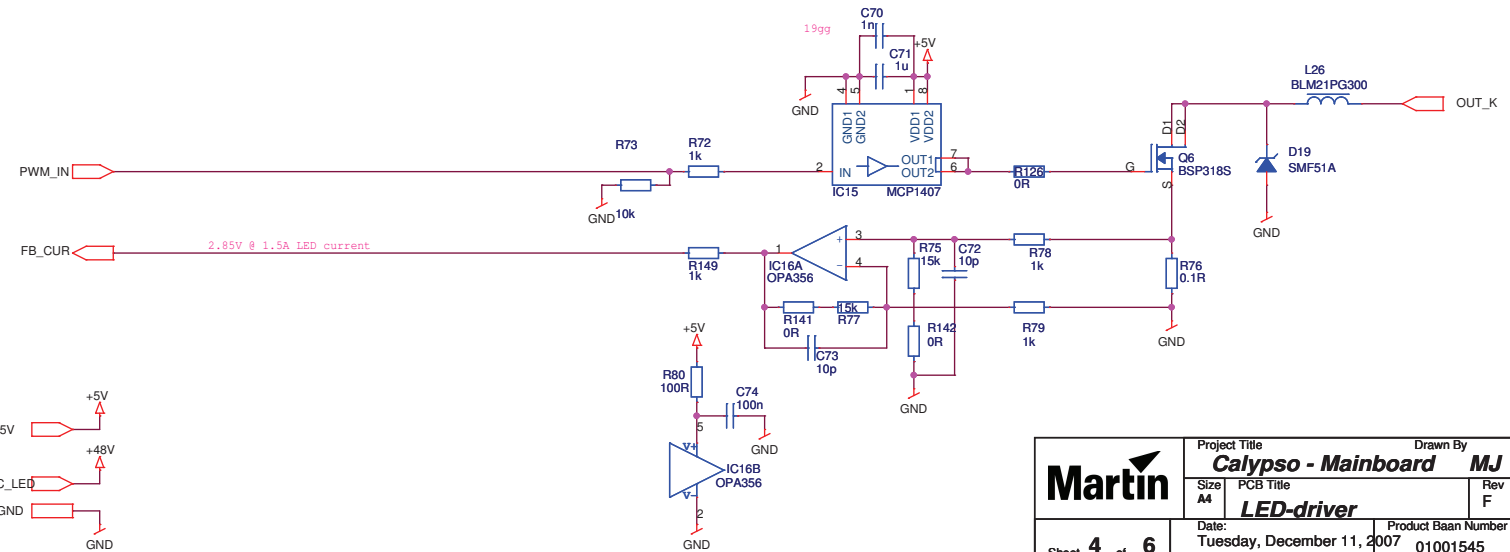 19gg
C70
1n
C71
1u
+5V
GND
4
5
1
8
GND1
GND2
VDD1
VDD2
L26
BLM21PG300
OUT_K
D1
D2
R73
R72
1k
PWM_IN
2
IN
OUT1
OUT2
7
6
R126
0R
G
Q6
BSP318S
S
D19
SMF51A
GND
IC15
MCP1407
GND
10k
FB_CUR
2.85V @ 1.5A LED current
R149
1k
1
IC16A
OPA356
+
3
-
4
R75
15k
C72
10p
R78
1k
R76
0.1R
R141
0R
15k
R77
R142
0R
R79
1k
GND
C73
10p
GND
+5V
R80
100R
C74
100n
GND
5
V+
IC16B
OPA356
V-
2
GND
+5V
5V
+48V
C_LED
GND
GND
Martin
Project Title
Drawn By
Calypso - Mainboard
MJ
Size
A4
PCB Title
LED-driver
Rev
F
Date:
Tuesday, December 11, 2007
Product Baan Number
01001545
Sheet 4 of 6